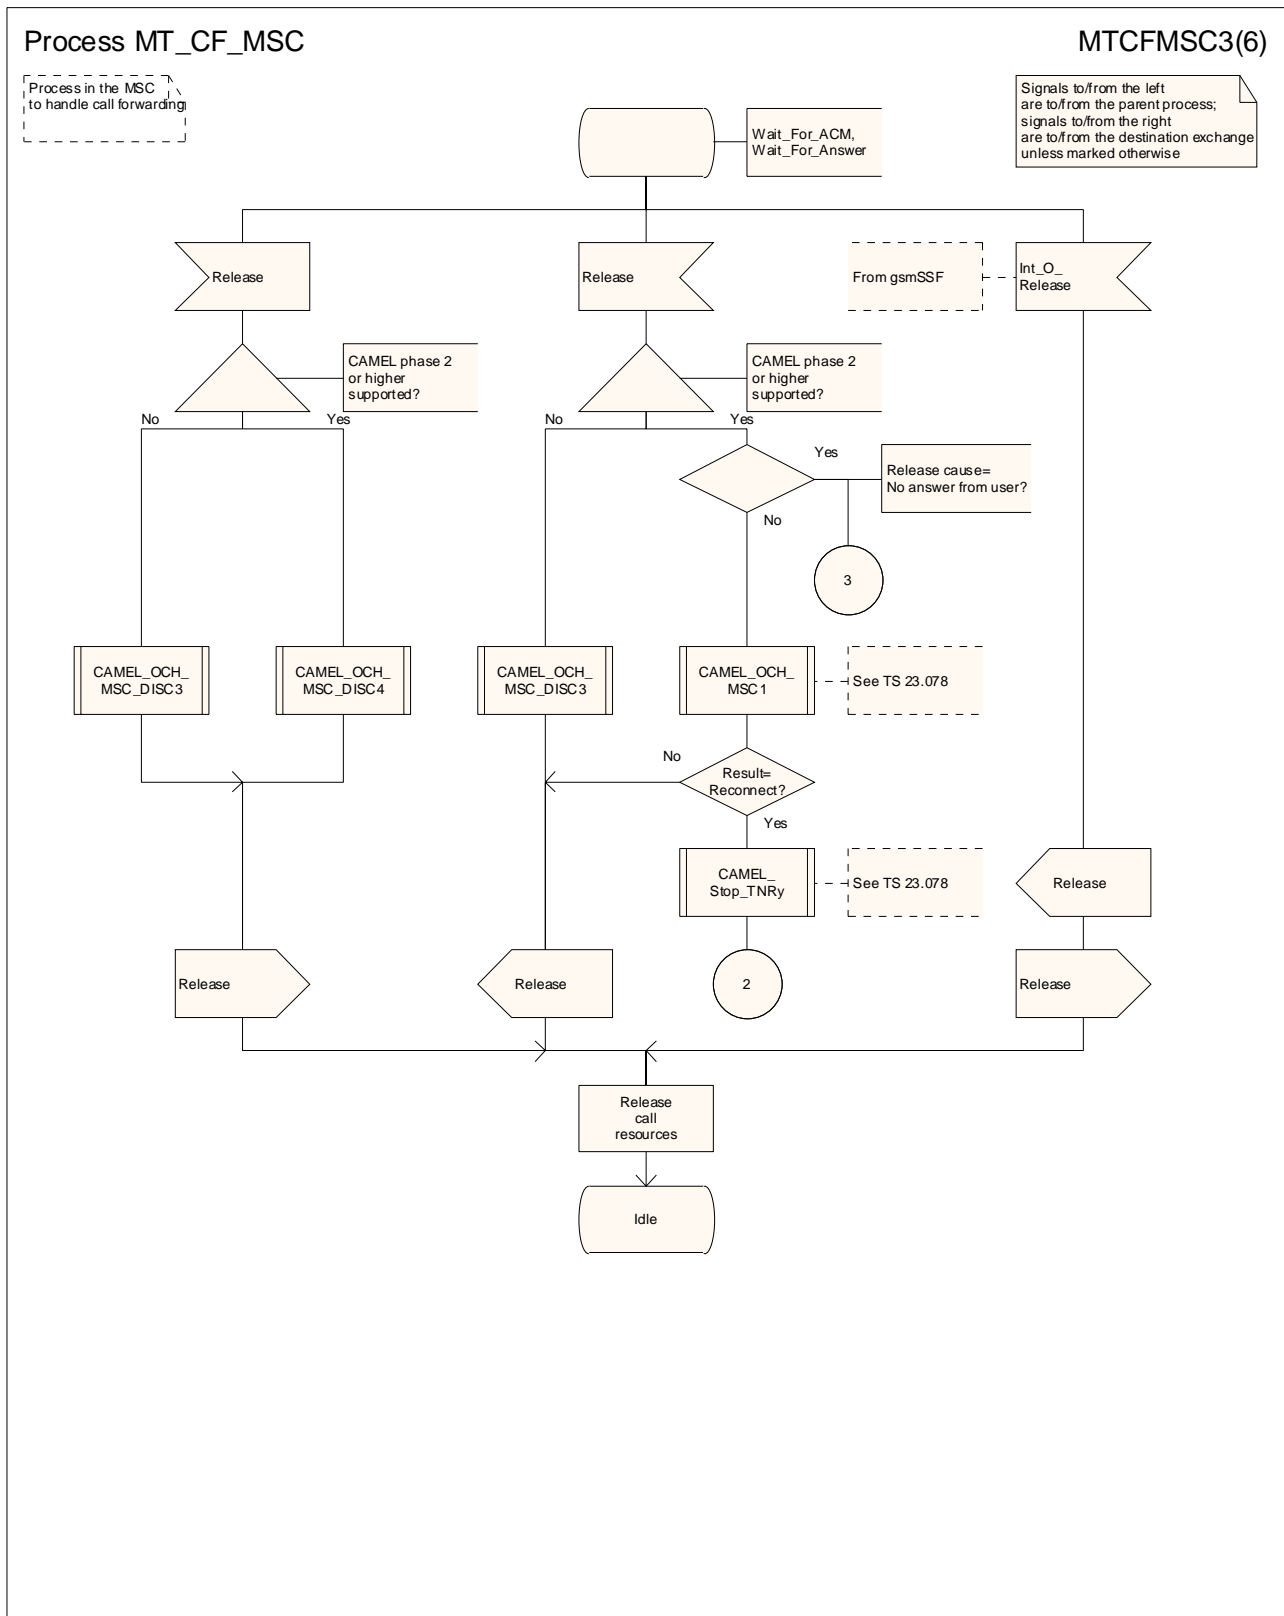 Process MT_CF_MSC
MTCFMSC3(6)
Process in the MSC
to handle call forwarding
Signals to/from the left
are to/from the parent process;
signals to/from the right
are to/from the destination exchange
unless marked otherwise
Wait_For_ACM,
Wait_For_Answer
Release
Release
From gsmSSF
Int_O_
Release
CAMEL phase 2
or higher
supported?
CAMEL phase 2
or higher
supported?
No
Yes
No
Yes
Yes
Release cause=
No answer from user?
No
3
CAMEL_OCH_
MSC_DISC3
CAMEL_OCH_
MSC_DISC4
CAMEL_OCH_
MSC_DISC3
CAMEL_OCH_
MSC1
See TS 23.078
No
Result=
Reconnect?
Yes
CAMEL_
Stop_TNRy
See TS 23.078
Release
Release
Release
2
Release
Release
call
resources
Idle